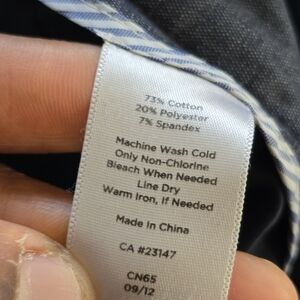 73% Cotton
20% Polyester
7% Spandex
Machine Wash Cold
Only Non-Chlorine
Bleach When Needed
Line Dry
Warm Iron, If Needed
Made in China
CA #23147
CN65
09/12